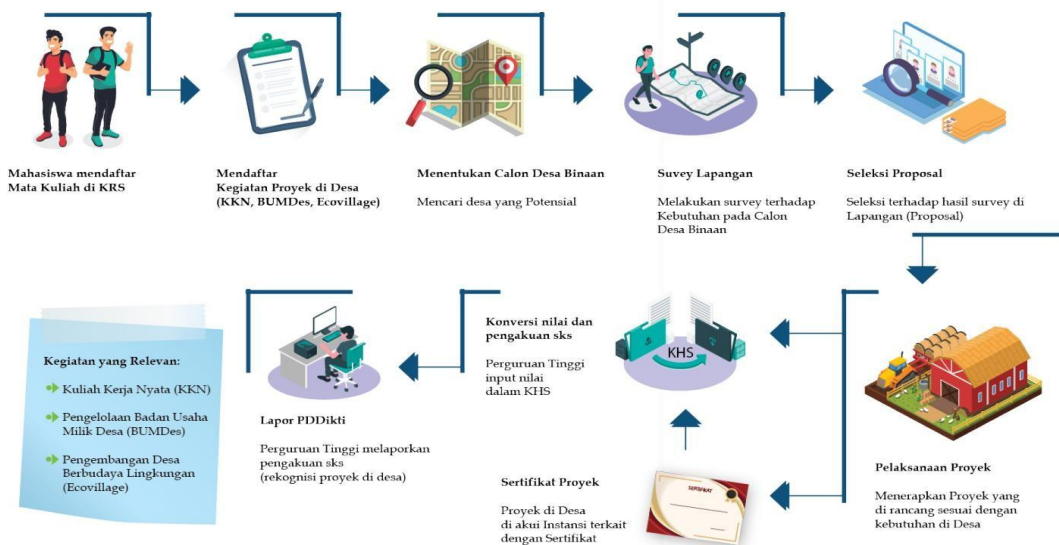 Mahasiswa mendaftar
Mata Kuliah di KRS
Mendaftar
Kegiatan Proyek di Desa
(KKN, BUMDes, Ecovillage)
Menentukan Calon Desa Binaan
Mencari desa yang Potensial
Suvey Lapangan
Melakukan survey terhadap
Kebutuhan pada Calon
Desa Binaan
Seleksi Proposal
Seleksi terhadap hasil survey di
Lapangan (Proposal)
Kegiatan yang Relevan:
Kuliah Kerja Nyata (KKN)
Pengelolaan Badan Usaha
Milik Desa (BUMDes)
Pengembangan Desa
Berbudaya Lingkungan
(Ecovillage)
Lapor PDDikti
Perguruan Tinggi melaporkan
pengakuan sks
(rekognisi proyek di desa)
Konversi nilai dan
pengakuan sks
Perguruan Tinggi
input nilai
dalam KHS
KHS
Sertifikat Proyek
Proyek di Desa
di akui Instansi terkait
dengan Sertifikat
SERTIFIKAT
Pelaksanaan Proyek
Menerapkan Proyek yang
di rancang sesuai dengan
kebutuhan di Desa